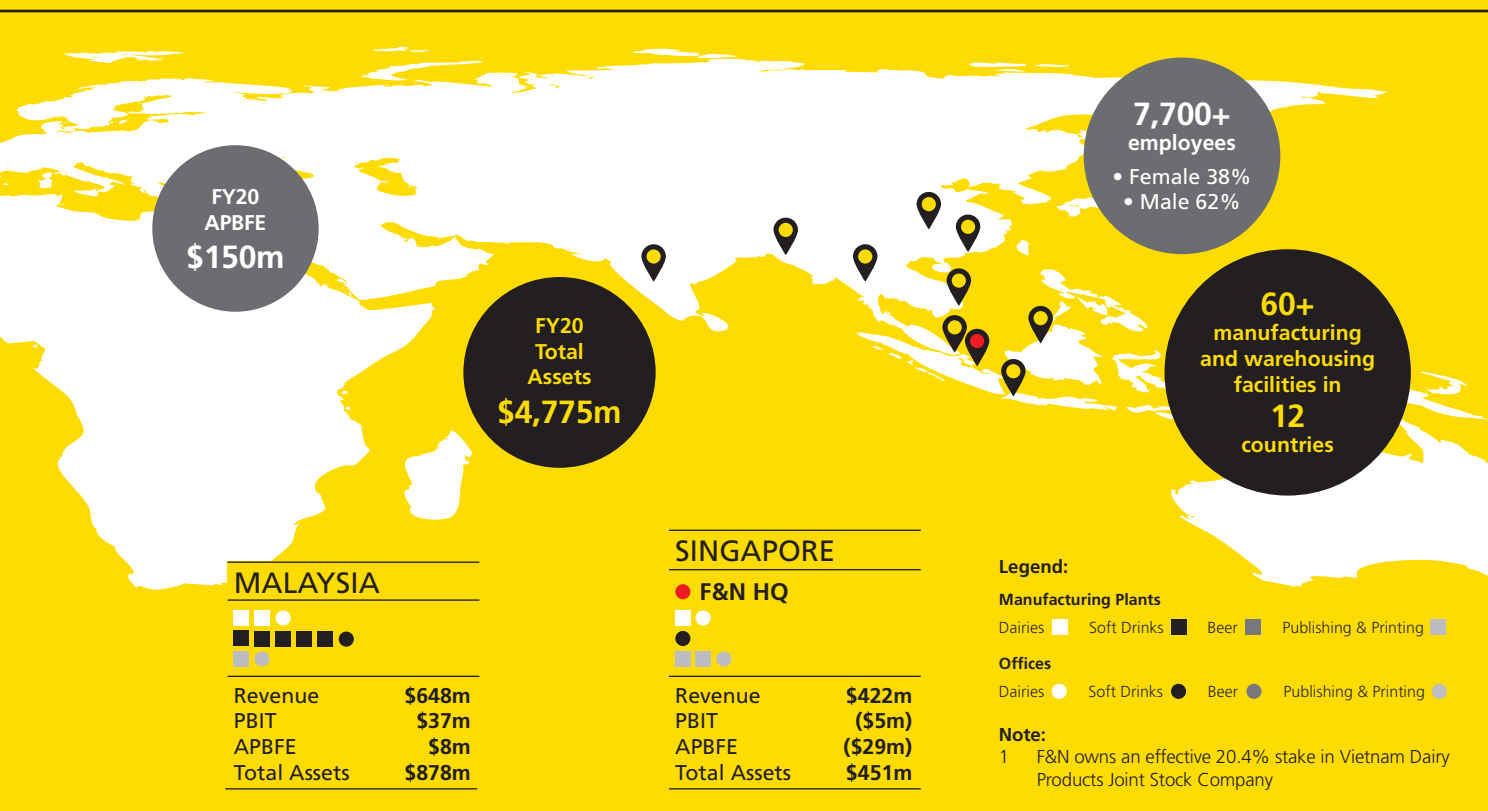 FY20
APBFE
$150m
FY20
Total
Assets
$4,775m
7,700+
employees
• Female 38%
• Male 62%
60+
manufacturing
and warehousing
facilities in
12
countries
MALAYSIA
Revenue $648m
PBIT $37m
APBFE $8m
Total Assets $878m
SINGAPORE
F&N HQ
Revenue $422m
PBIT ($5m)
APBFE ($29m)
Total Assets $451m
Legend:
Manufacturing Plants
Dairies Soft Drinks Beer Publishing & Printing
Offices
Dairies Soft Drinks Beer Publishing & Printing
Note:
1 F&N owns an effective 20.4% stake in Vietnam Dairy
Products Joint Stock Company